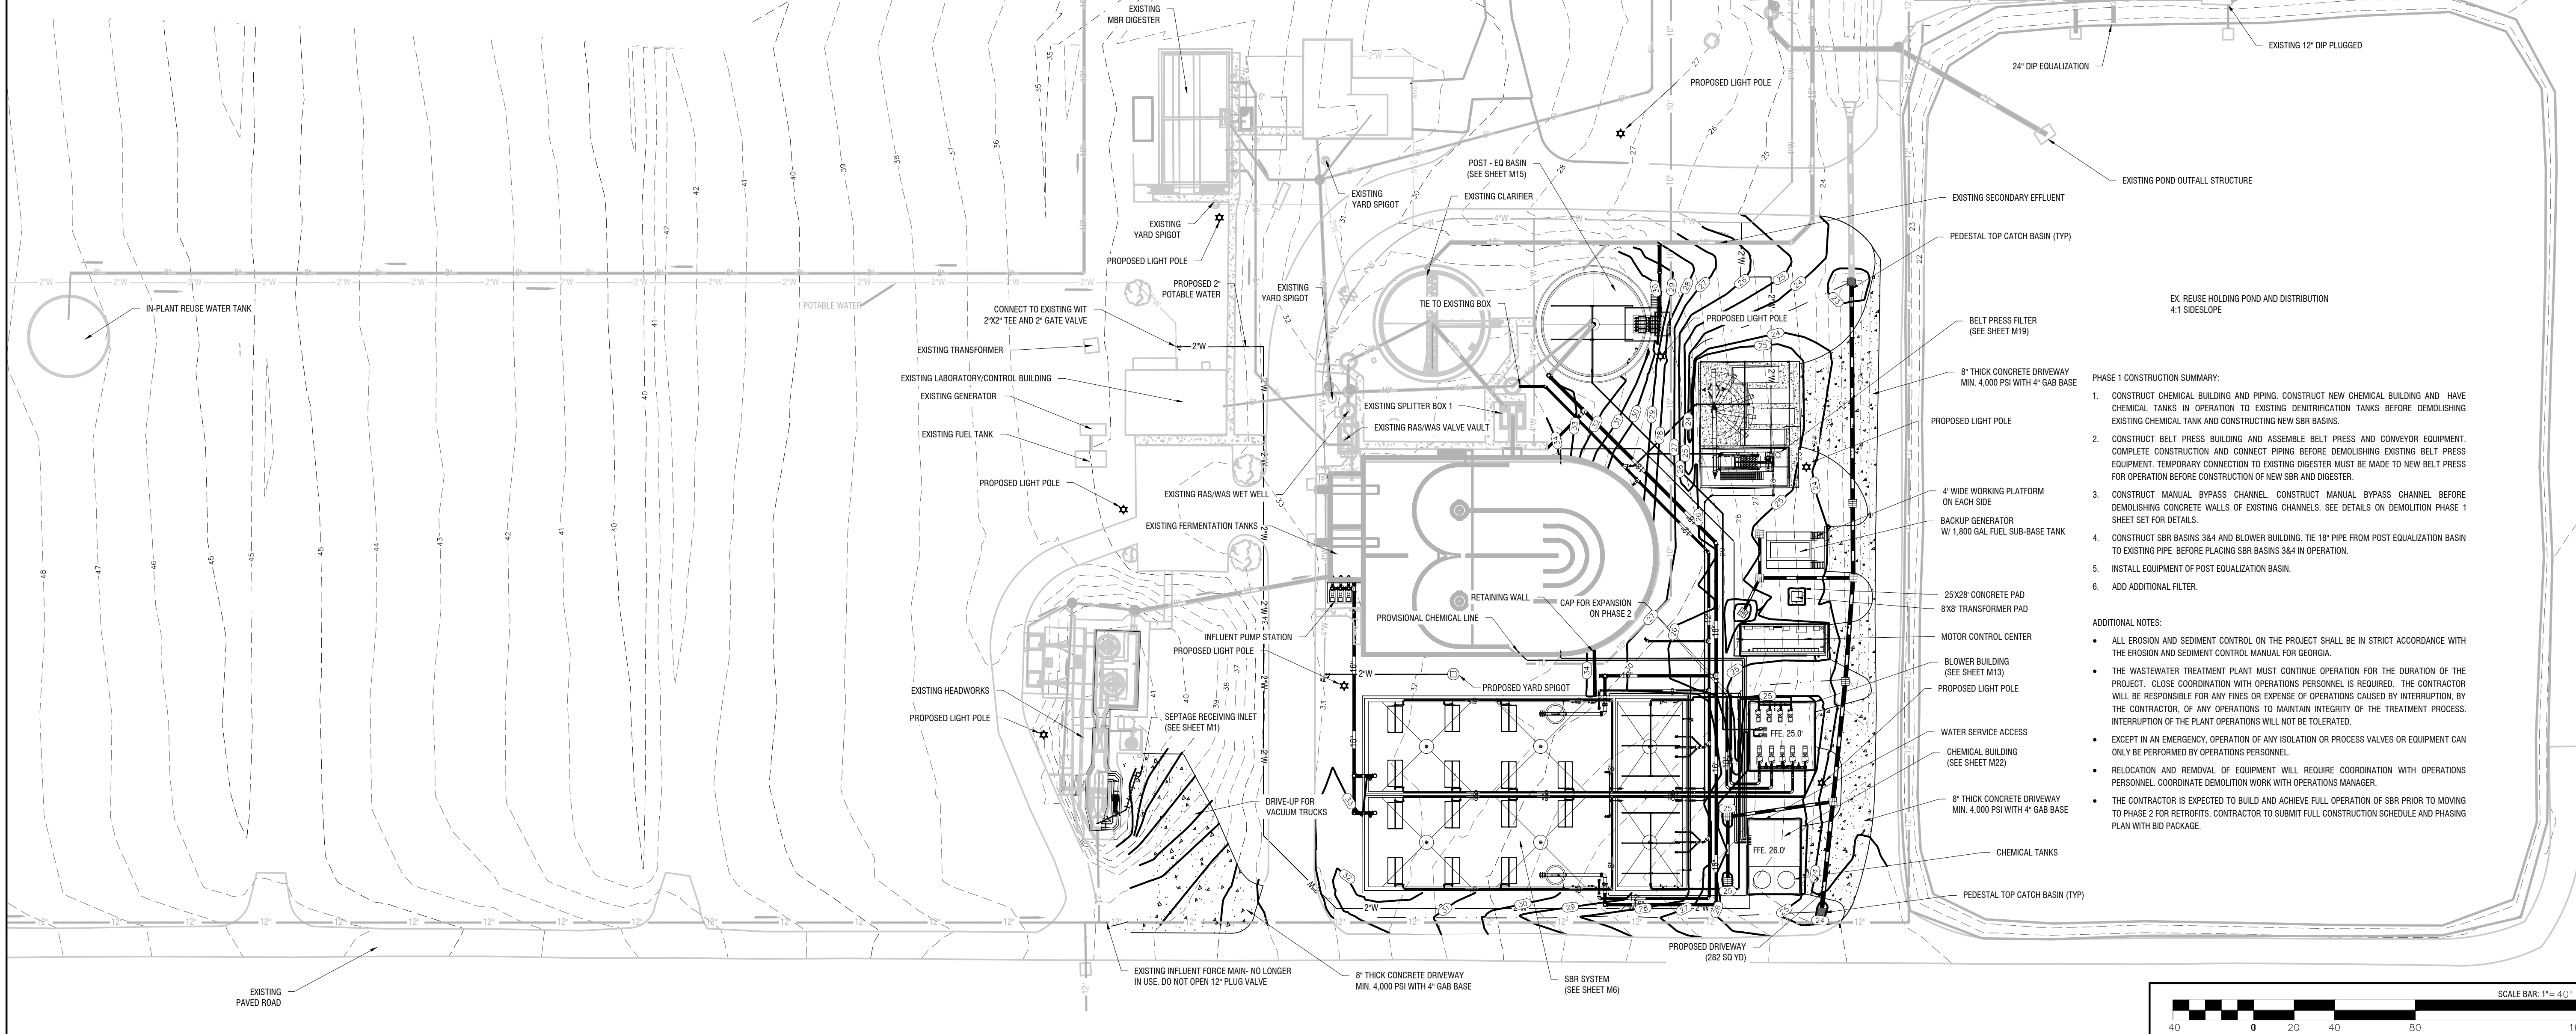 EXISTING
MBR DIGESTER
EXISTING 12" DIP PLUGGED
24" DIP EQUALIZATION
PROPOSED LIGHT POLE
POST - EQ BASIN
(SEE SHEET M15)
EXISTING POND OUTFALL STRUCTURE
EXISTING
YARD SPIGOT
EXISTING CLARIFIER
EXISTING SECONDARY EFFLUENT
EXISTING
YARD SPIGOT
PEDESTAL TOP CATCH BASIN (TYP)
PROPOSED LIGHT POLE
PROPOSED 2"
POTABLE WATER
EXISTING
YARD SPIGOT
TIE TO EXISTING BOX
EX. REUSE HOLDING POND AND DISTRIBUTION
4:1 SIDESLOPE
IN-PLANT REUSE WATER TANK
POTABLE WATER
CONNECT TO EXISTING WIT
2"X2" TEE AND 2" GATE VALVE
PROPOSED LIGHT POLE
BELT PRESS FILTER
(SEE SHEET M19)
EXISTING TRANSFORMER
EXISTING LABORATORY/CONTROL BUILDING
8" THICK CONCRETE DRIVEWAY
MIN. 4,000 PSI WITH 4" GAB BASE
EXISTING GENERATOR
EXISTING SPLITTER BOX 1
EXISTING RAS/WAS VALVE VAULT
PROPOSED LIGHT POLE
EXISTING FUEL TANK
PROPOSED LIGHT POLE
EXISTING RAS/WAS WET WELL
4' WIDE WORKING PLATFORM
ON EACH SIDE
EXISTING FERMENTATION TANKS
BACKUP GENERATOR
W/ 1,800 GAL FUEL SUB-BASE TANK
RETAINING WALL
CAP FOR EXPANSION
ON PHASE 2
25'X28' CONCRETE PAD
8'X8' TRANSFORMER PAD
PROVISIONAL CHEMICAL LINE
INFLUENT PUMP STATION
MOTOR CONTROL CENTER
PROPOSED LIGHT POLE
BLOWER BUILDING
(SEE SHEET M13)
EXISTING HEADWORKS
PROPOSED YARD SPIGOT
PROPOSED LIGHT POLE
PROPOSED LIGHT POLE
SEPTAGE RECEIVING INLET
(SEE SHEET M1)
FFE. 25.0'
WATER SERVICE ACCESS
CHEMICAL BUILDING
(SEE SHEET M22)
DRIVE-UP FOR
VACUUM TRUCKS
8" THICK CONCRETE DRIVEWAY
MIN. 4,000 PSI WITH 4" GAB BASE
FFE. 26.0'
CHEMICAL TANKS
PEDESTAL TOP CATCH BASIN (TYP)
PROPOSED DRIVEWAY
(282 SQ YD)
EXISTING INFLUENT FORCE MAIN- NO LONGER
IN USE. DO NOT OPEN 12" PLUG VALVE
8" THICK CONCRETE DRIVEWAY
MIN. 4,000 PSI WITH 4" GAB BASE
SBR SYSTEM
(SEE SHEET M6)
EXISTING
PAVED ROAD
PHASE 1 CONSTRUCTION SUMMARY:
1. CONSTRUCT CHEMICAL BUILDING AND PIPING. CONSTRUCT NEW CHEMICAL BUILDING AND HAVE
CHEMICAL TANKS IN OPERATION TO EXISTING DENITRIFICATION TANKS BEFORE DEMOLISHING
EXISTING CHEMICAL TANK AND CONSTRUCTING NEW SBR BASINS.
2. CONSTRUCT BELT PRESS BUILDING AND ASSEMBLE BELT PRESS AND CONVEYOR EQUIPMENT.
COMPLETE CONSTRUCTION AND CONNECT PIPING BEFORE DEMOLISHING EXISTING BELT PRESS
EQUIPMENT. TEMPORARY CONNECTION TO EXISTING DIGESTER MUST BE MADE TO NEW BELT PRESS
FOR OPERATION BEFORE CONSTRUCTION OF NEW SBR AND DIGESTER.
3. CONSTRUCT MANUAL BYPASS CHANNEL. CONSTRUCT MANUAL BYPASS CHANNEL BEFORE
DEMOLISHING CONCRETE WALLS OF EXISTING CHANNELS. SEE DETAILS ON DEMOLITION PHASE 1
SHEET SET FOR DETAILS.
4. CONSTRUCT SBR BASINS 3&4 AND BLOWER BUILDING. TIE 18" PIPE FROM POST EQUALIZATION BASIN
TO EXISTING PIPE BEFORE PLACING SBR BASINS 3&4 IN OPERATION.
5. INSTALL EQUIPMENT OF POST EQUALIZATION BASIN.
6. ADD ADDITIONAL FILTER.
ADDITIONAL NOTES:
• ALL EROSION AND SEDIMENT CONTROL ON THE PROJECT SHALL BE IN STRICT ACCORDANCE WITH
THE EROSION AND SEDIMENT CONTROL MANUAL FOR GEORGIA.
• THE WASTEWATER TREATMENT PLANT MUST CONTINUE OPERATION FOR THE DURATION OF THE
PROJECT. CLOSE COORDINATION WITH OPERATIONS PERSONNEL IS REQUIRED. THE CONTRACTOR
WILL BE RESPONSIBLE FOR ANY FINES OR EXPENSE OF OPERATIONS CAUSED BY INTERRUPTION, BY
THE CONTRACTOR, OF ANY OPERATIONS TO MAINTAIN INTEGRITY OF THE TREATMENT PROCESS.
INTERRUPTION OF THE PLANT OPERATIONS WILL NOT BE TOLERATED.
• EXCEPT IN AN EMERGENCY, OPERATION OF ANY ISOLATION OR PROCESS VALVES OR EQUIPMENT CAN
ONLY BE PERFORMED BY OPERATIONS PERSONNEL.
• RELOCATION AND REMOVAL OF EQUIPMENT WILL REQUIRE COORDINATION WITH OPERATIONS
PERSONNEL. COORDINATE DEMOLITION WORK WITH OPERATIONS MANAGER.
• THE CONTRACTOR IS EXPECTED TO BUILD AND ACHIEVE FULL OPERATION OF SBR PRIOR TO MOVING
TO PHASE 2 FOR RETROFITS. CONTRACTOR TO SUBMIT FULL CONSTRUCTION SCHEDULE AND PHASING
PLAN WITH BID PACKAGE.
SCALE BAR: 1"= 40'
40 0 20 40 80